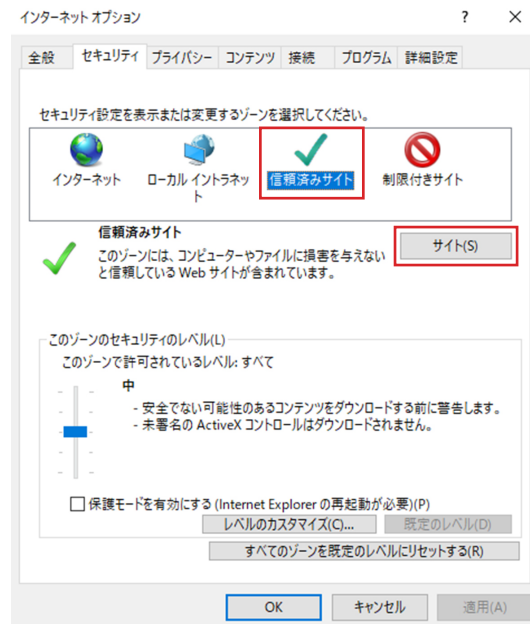 インターネット オプション
? ×
全般 セキュリティ プライバシー コンテンツ 接続 プログラム 詳細設定
セキュリティ設定を表示または変更するゾーンを選択してください。
インターネット ローカル イントラネッ 信頼済みサイト 制限付きサイト
ト
信頼済みサイト
サイト(S)
このゾーンには、コンピューターやファイルに損害を与えない
と信頼している Web サイトが含まれています。
このゾーンのセキュリティのレベル(L)
このゾーンで許可されているレベル: すべて
中
- 安全でない可能性のあるコンテンツをダウンロードする前に警告します。
- 未署名の ActiveX コントロールはダウンロードされません。
保護モードを有効にする (Internet Explorer の再起動が必要)(P)
レベルのカスタマイズ(C)... 既定のレベル(D)
すべてのゾーンを既定のレベルにリセットする(R)
OK キャンセル 適用(A)